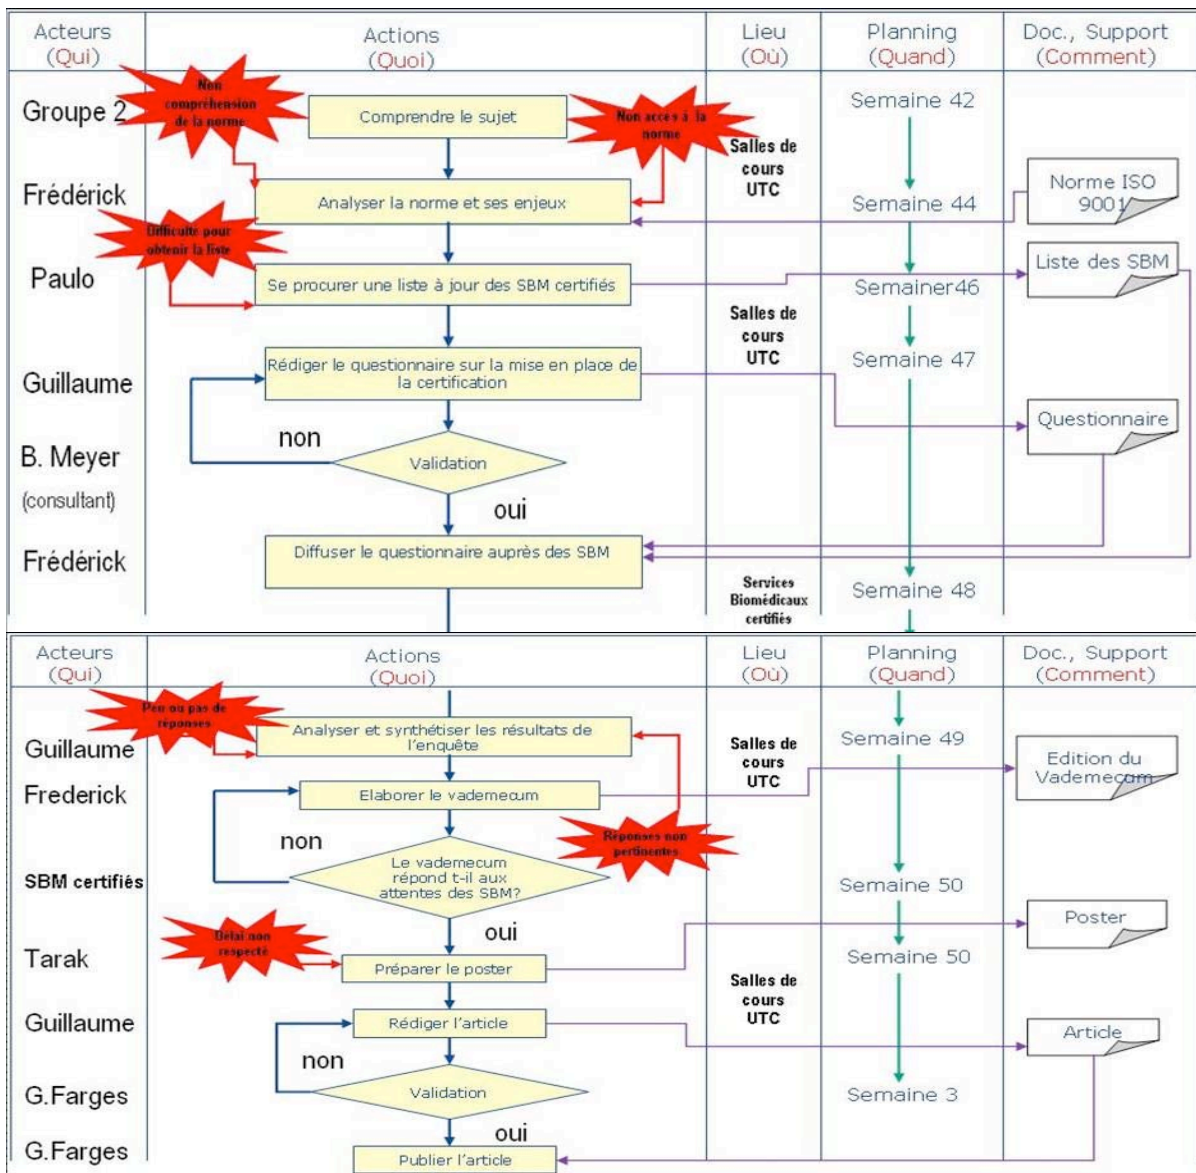 Acteurs
(Qui)
Actions
(Quoi)
Lieu
(Où)
Planning
(Quand)
Doc., Support
(Comment)
Groupe 2
Non
compréhension
de la norme
Comprendre le sujet
Non accès à la
norme
Semaine 42
Salles de
cours
UTC
Frédérick
Analyser la norme et ses enjeux
Semaine 44
Norme ISO
9001
Difficulte pour
obtenir la liste
Paulo
Se procurer une liste à jour des SBM certifiés
Semainer46
Liste des SBM
Salles de
cours
UTC
Guillaume
Rédiger le questionnaire sur la mise en place de
la certification
Semaine 47
Questionnaire
non
B. Meyer
(consultant)
Validation
oui
Frédérick
Diffuser le questionnaire auprès des SBM
Services
Biomédicaux
certifiés
Semaine 48
Acteurs
(Qui)
Actions
(Quoi)
Lieu
(Où)
Planning
(Quand)
Doc., Support
(Comment)
Peu ou pas de
réponses
Guillaume
Analyser et synthétiser les résultats de
l'enquête
Salles de
cours
UTC
Semaine 49
Edition du
Vademecum
Frederick
Elaborer le vademecum
non
Réponses non
pertinentes
SBM certifiés
Le vademecum
répond t-il aux
attentes des SBM?
Semaine 50
oui
Poster
Délai non
respecté
Tarak
Préparer le poster
Semaine 50
Salles de
cours
UTC
Guillaume
Rédiger l'article
Article
non
G.Farges
Validation
Semaine 3
oui
G.Farges
Publier l'article